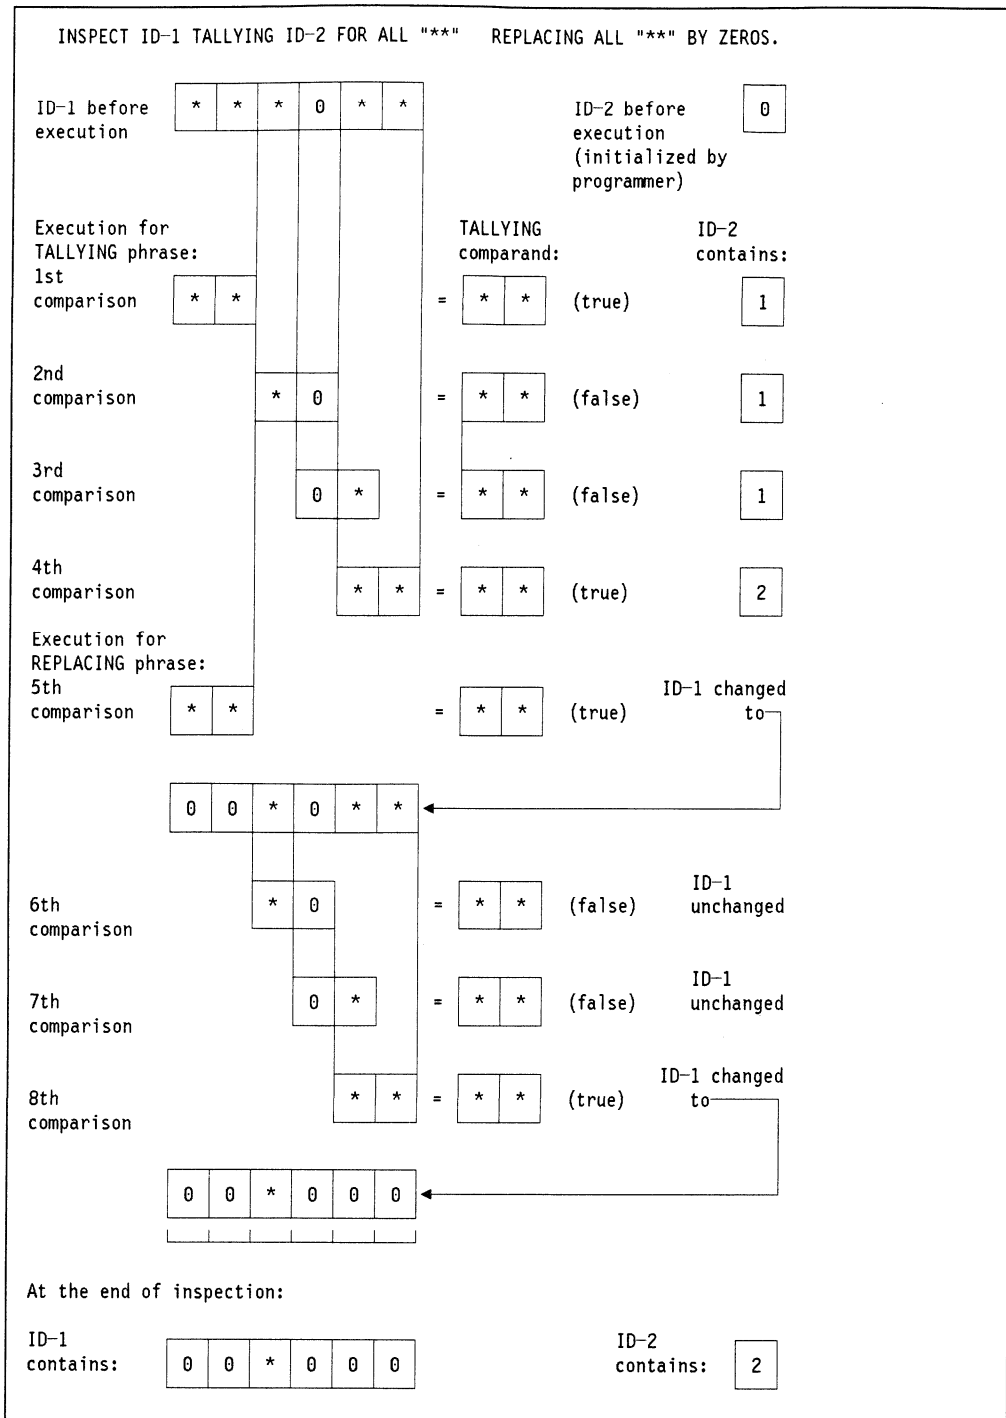 INSPECT ID-1 TALLYING ID-2 FOR ALL "**" REPLACING ALL "**" BY ZEROS.
ID-1 before
execution
* * * 0 * *
ID-2 before
execution
(initialized by
programmer)
0
Execution for
TALLYING phrase:
TALLYING
comparand:
ID-2
contains:
1st
comparison
* * = * * (true) 1
2nd
comparison
* 0 = * * (false) 1
3rd
comparison
0 * = * * (false) 1
4th
comparison
* * = * * (true) 2
Execution for
REPLACING phrase:
5th
comparison
* * = * * (true)
ID-1 changed
to
0 0 * 0 * *
6th
comparison
* 0 = * * (false)
ID-1
unchanged
7th
comparison
0 * = * * (false)
ID-1
unchanged
8th
comparison
* * = * * (true)
ID-1 changed
to
0 0 * 0 0 0
At the end of inspection:
ID-1
contains:
0 0 * 0 0 0
ID-2
contains:
2